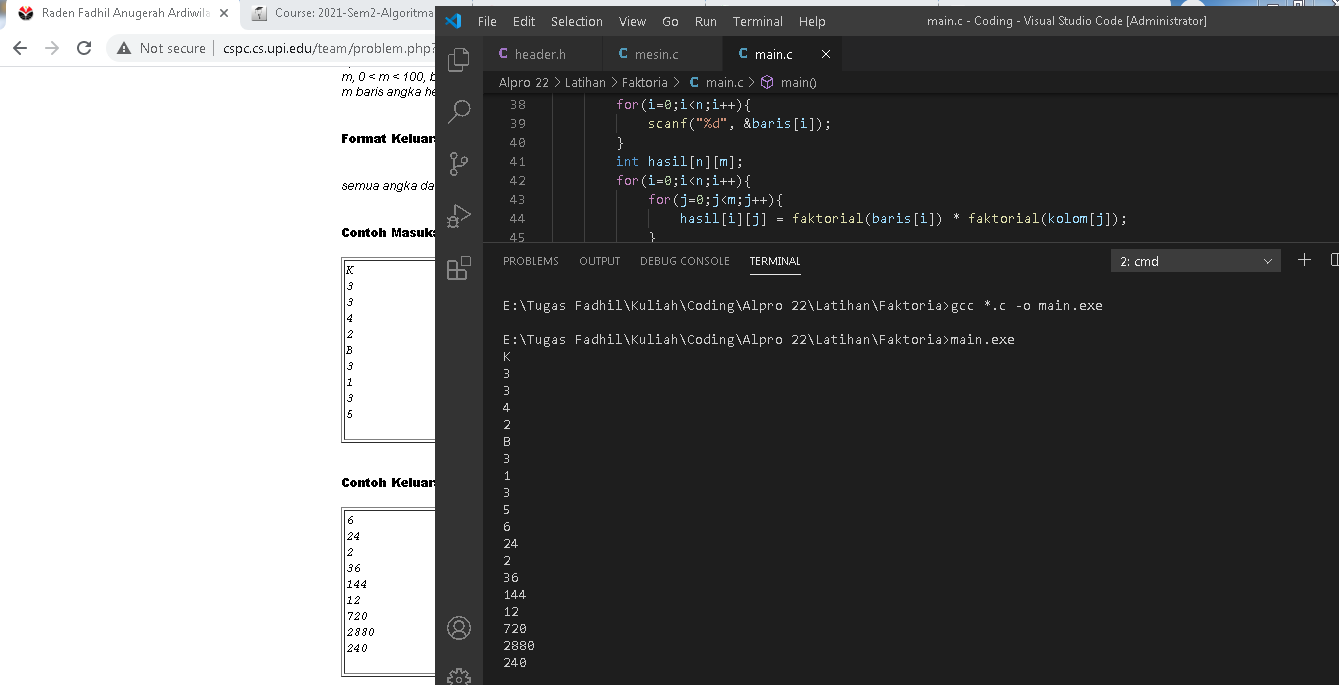 Raden Fadhil Anugerah Ardiwila
Course: 2021-Sem2-Algoritma
Not secure
cspc.cs.upi.edu/team/problem.php?
m, 0 < m < 100, b
m baris angka he
Format Keluar
semua angka da
Contoh Masuk
K
3
3
4
2
B
3
1
3
5
Contoh Keluar
6
24
2
36
144
12
720
2880
240
File Edit Selection View Go Run Terminal Help
main.c - Coding - Visual Studio Code [Administrator]
C header.h
C mesin.c
C main.c
Alpro 22 > Latihan > Faktoria > C main.c > main()
38 for(i=0;i<n;i++){
39 scanf("%d", &baris[i]);
40 }
41 int hasil[n][m];
42 for(i=0;i<n;i++){
43 for(j=0;j<m;j++){
44 hasil[i][j] = faktorial(baris[i]) * faktorial(kolom[j]);
45 }
PROBLEMS OUTPUT DEBUG CONSOLE TERMINAL
2: cmd
E:\Tugas Fadhil\Kuliah\Coding\Alpro 22\Latihan\Faktoria>gcc *.c -o main.exe
E:\Tugas Fadhil\Kuliah\Coding\Alpro 22\Latihan\Faktoria>main.exe
K
3
3
4
2
B
3
1
3
5
6
24
2
36
144
12
720
2880
240